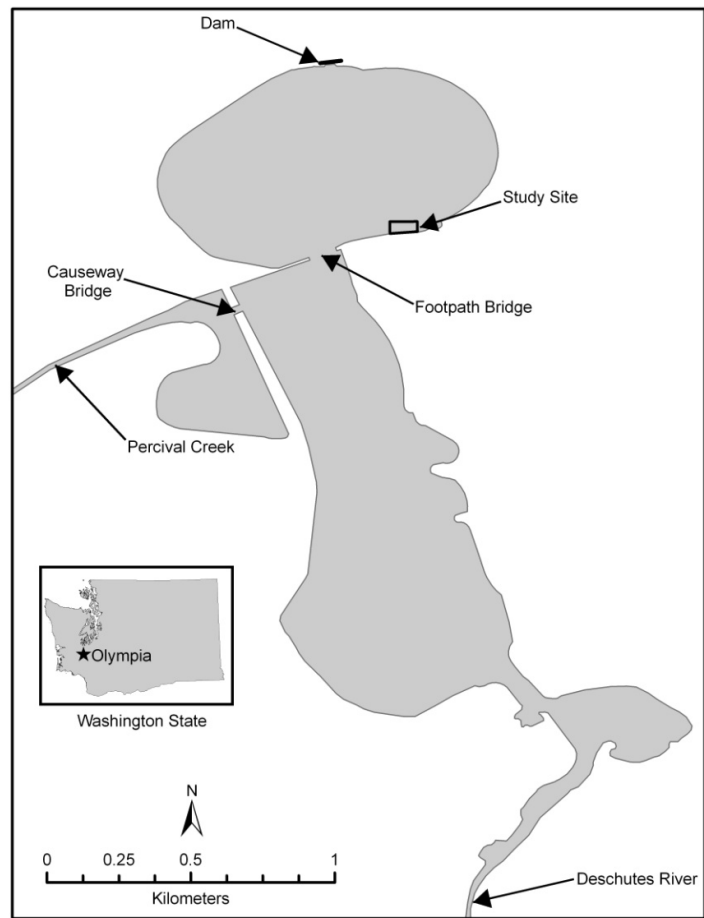 Dam
Study Site
Causeway
Bridge
Footpath Bridge
Percival Creek
Olympia
Washington State
N
0 0.25 0.5 1
Kilometers
Deschutes River